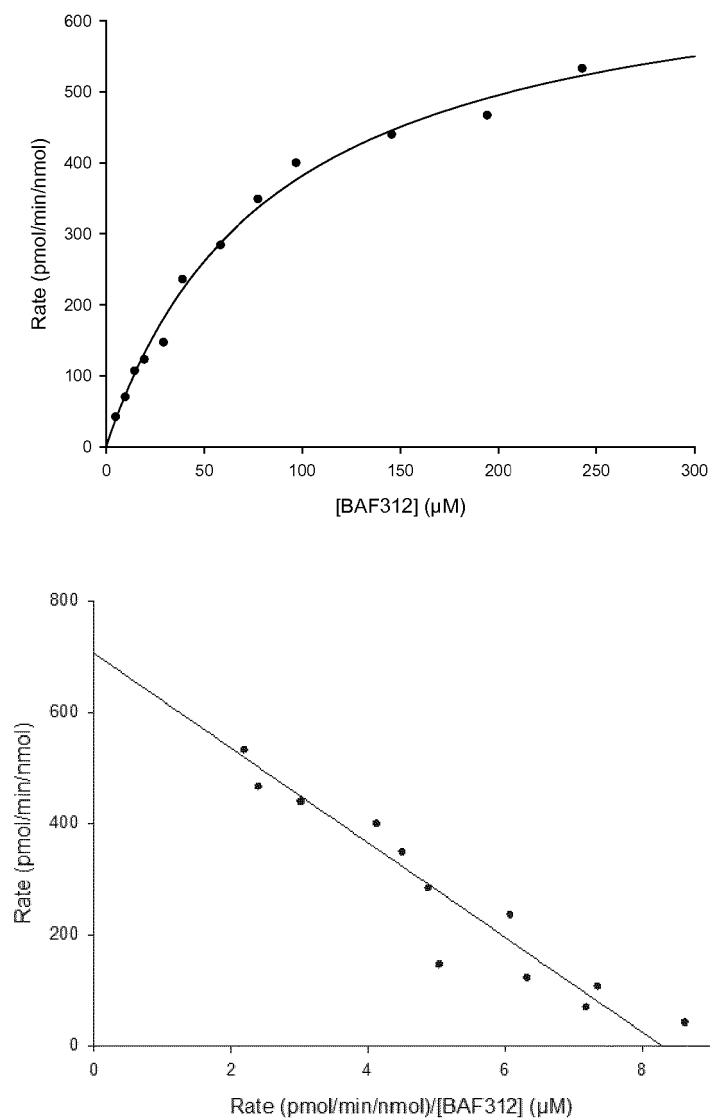 600
500
400
300
200
100
0
Rate (pmol/min/nmol)
0 50 100 150 200 250 300
[BAF312] (µM)
800
600
400
200
0
Rate (pmol/min/nmol)
0 2 4 6 8
Rate (pmol/min/nmol)/[BAF312] (µM)